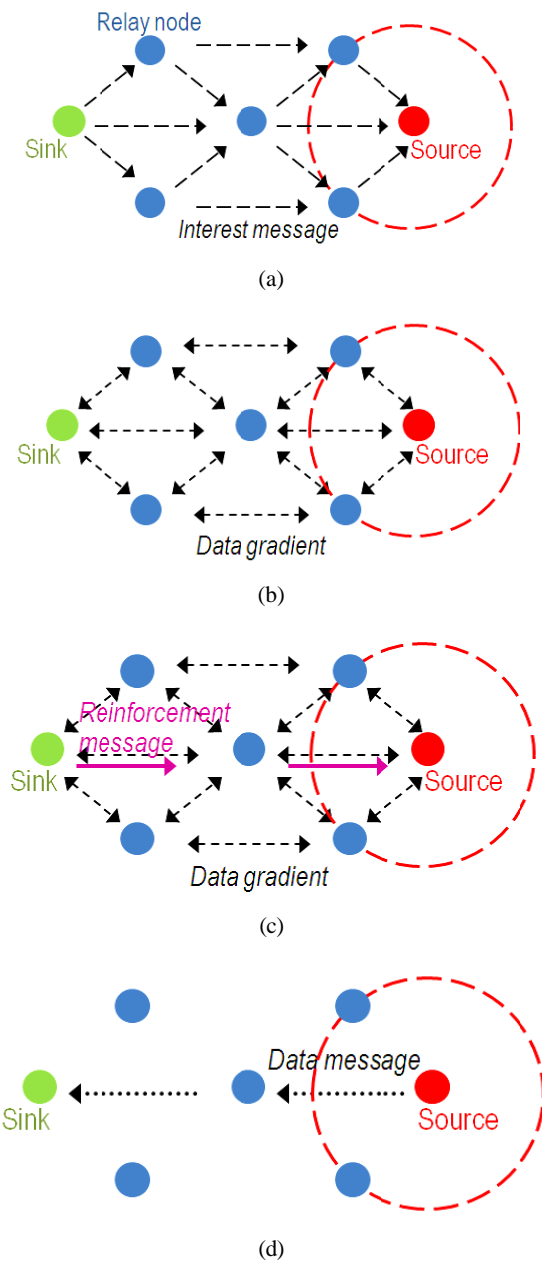 Relay node
Sink
Source
Interest message
(a)
Sink
Source
Data gradient
(b)
Reinforcement
message
Sink
Source
Data gradient
(c)
Data message
Sink
Source
(d)